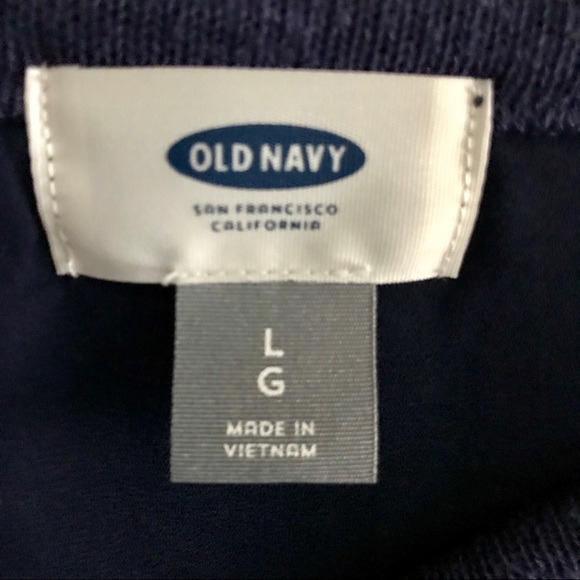 OLD NAVY
SAN FRANCISCO
CALIFORNIA
L
G
MADE IN
VIETNAM